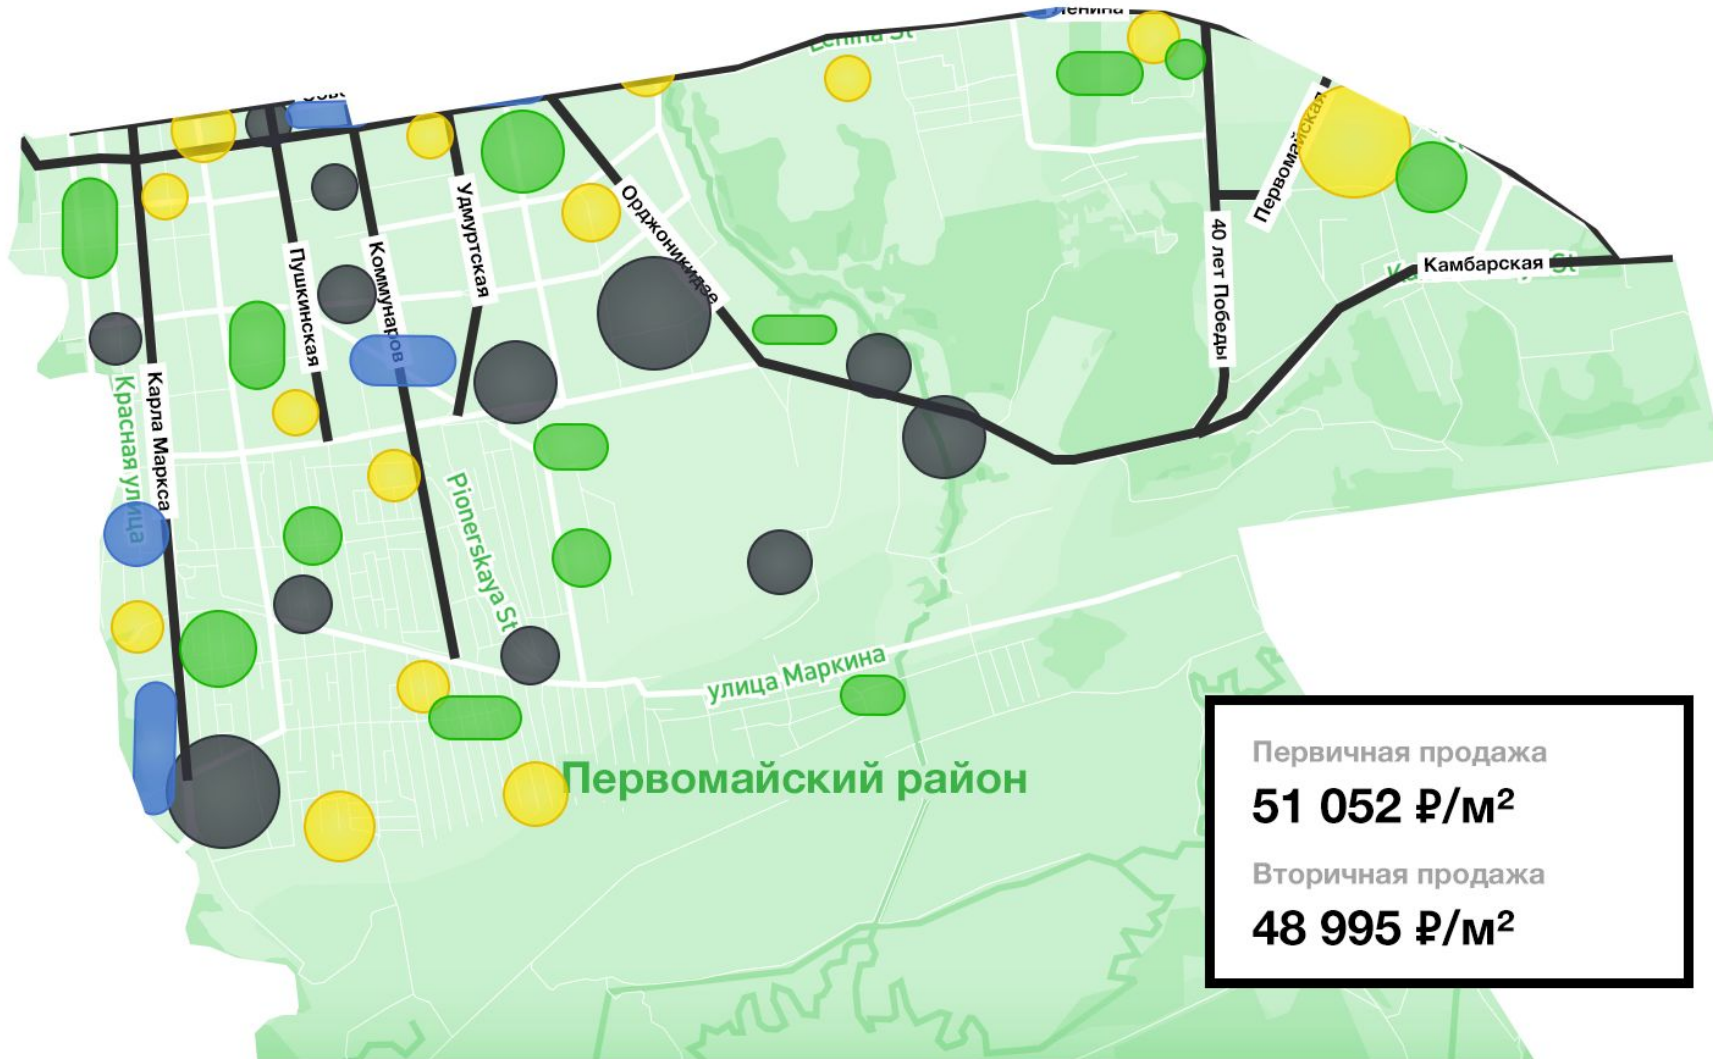 Ленина
Lenina St
Первомайская
Камбарская
40 лет Победы
Орджоникидзе
Удмуртская
Коммунаров
Пушкинская
Карла Маркса
Красная улица
Pionerskaya St
улица Маркина
Первомайский район
Первичная продажа
51 052 ₽/м²
Вторичная продажа
48 995 ₽/м²